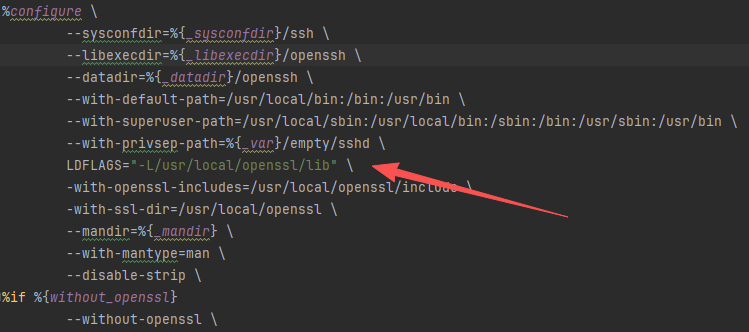 %configure \
--sysconfdir=%{_sysconfdir}/ssh \
--libexecdir=%{_libexecdir}/openssh \
--datadir=%{_datadir}/openssh \
--with-default-path=/usr/local/bin:/bin:/usr/bin \
--with-superuser-path=/usr/local/sbin:/usr/local/bin:/sbin:/bin:/usr/sbin:/usr/bin \
--with-privsep-path=%{_var}/empty/sshd \
LDFLAGS="-L/usr/local/openssl/lib" \
-with-openssl-includes=/usr/local/openssl/include \
-with-ssl-dir=/usr/local/openssl \
--mandir=%{_mandir} \
--with-mantype=man \
--disable-strip \
%if %{without_openssl}
--without-openssl \